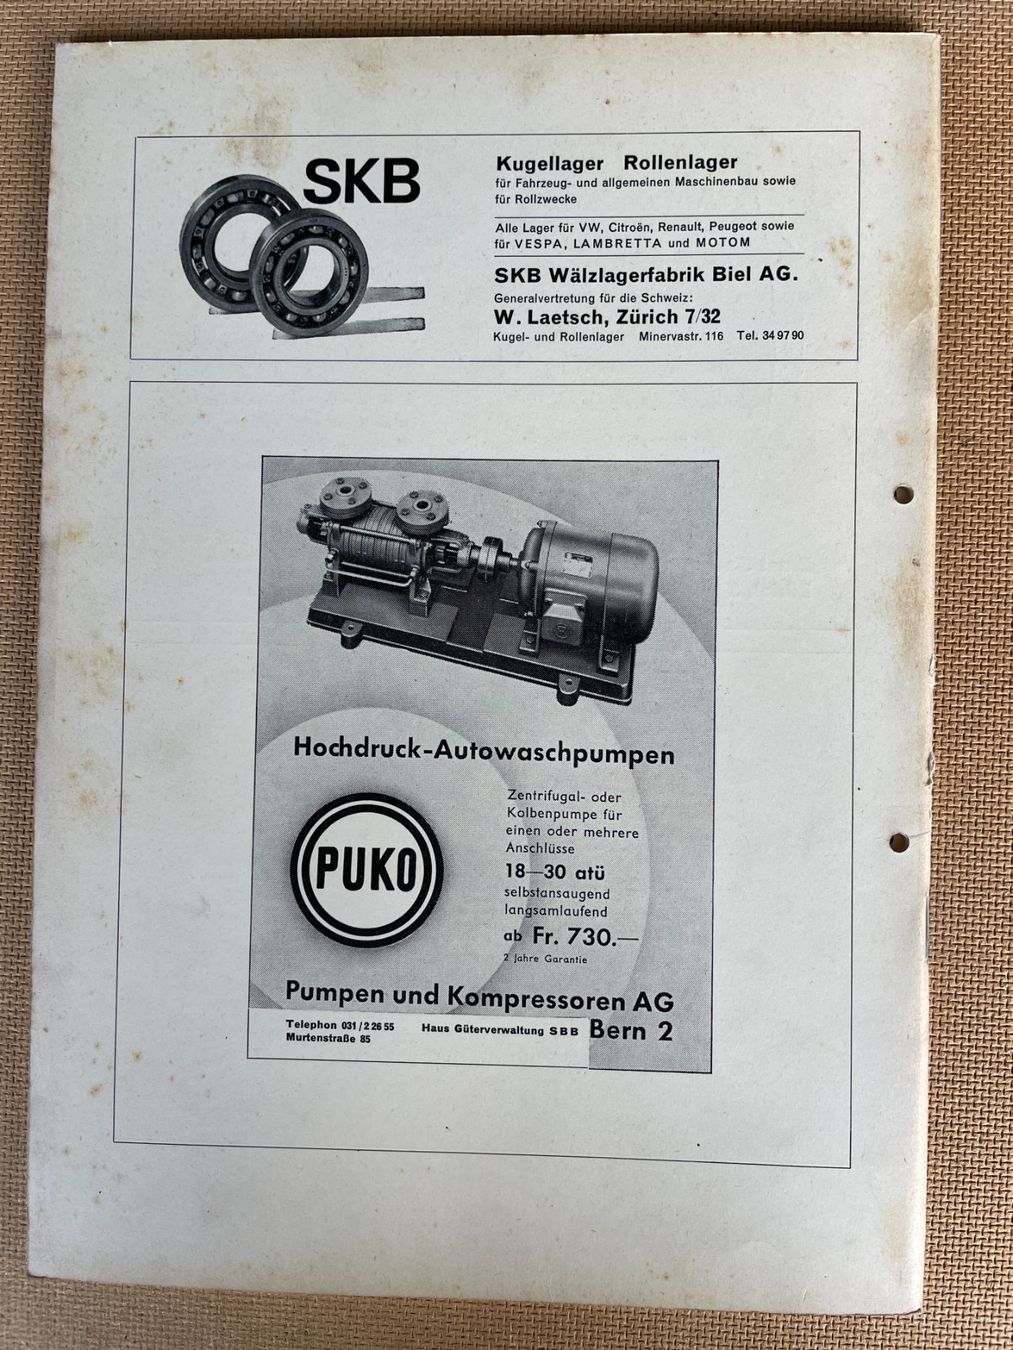 SKB
Kugellager Rollenlager
für Fahrzeug- und allgemeinen Maschinenbau sowie
für Rollzwecke
Alle Lager für VW, Citroën, Renault, Peugeot sowie
für VESPA, LAMBRETTA und MOTOM
SKB Wälzlagerfabrik Biel AG.
Generalvertretung für die Schweiz:
W. Laetsch, Zürich 7/32
Kugel- und Rollenlager Minervastr. 116 Tel. 34 97 90
Hochdruck-Autowaschpumpen
Zentrifugal- oder
Kolbenpumpe für
einen oder mehrere
Anschlüsse
18—30 atü
selbstansaugend
langsamlaufend
ab Fr. 730.—
2 Jahre Garantie
PUKO
Pumpen und Kompressoren AG
Bern 2
Telephon 031/2 26 55 Haus Güterverwaltung SBB
Murtenstraße 85